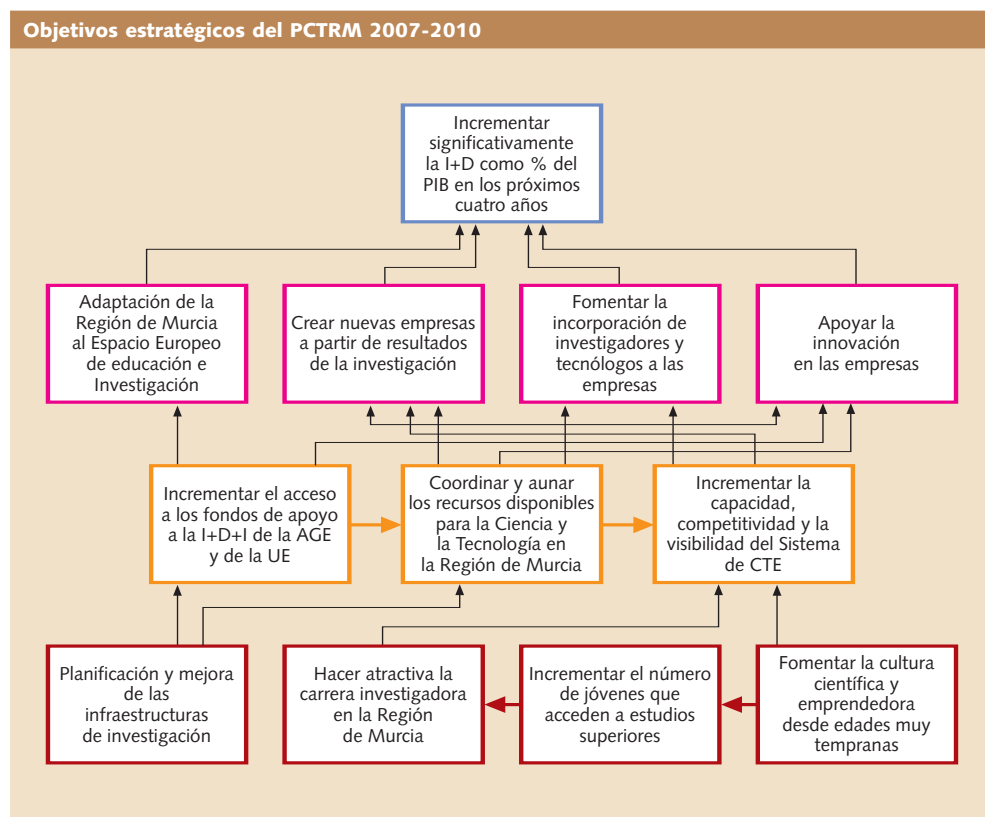 Objetivos estratégicos del PCTRM 2007-2010
Incrementar
significativamente
la I+D como % del
PIB en los próximos
cuatro años
Adaptación de la
Región de Murcia
al Espacio Europeo
de educación e
Investigación
Crear nuevas empresas
a partir de resultados
de la investigación
Fomentar la
incorporación de
investigadores y
tecnólogos a las
empresas
Apoyar la
innovación
en las empresas
Incrementar el acceso
a los fondos de apoyo
a la I+D+I de la AGE
y de la UE
Coordinar y aunar
los recursos disponibles
para la Ciencia y
la Tecnología en
la Región de Murcia
Incrementar la
capacidad,
competitividad y la
visibilidad del Sistema
de CTE
Planificación y mejora
de las
infraestructuras
de investigación
Hacer atractiva la
carrera investigadora
en la Región
de Murcia
Incrementar el número
de jóvenes que
acceden a estudios
superiores
Fomentar la cultura
científica y
emprendedora
desde edades muy
tempranas